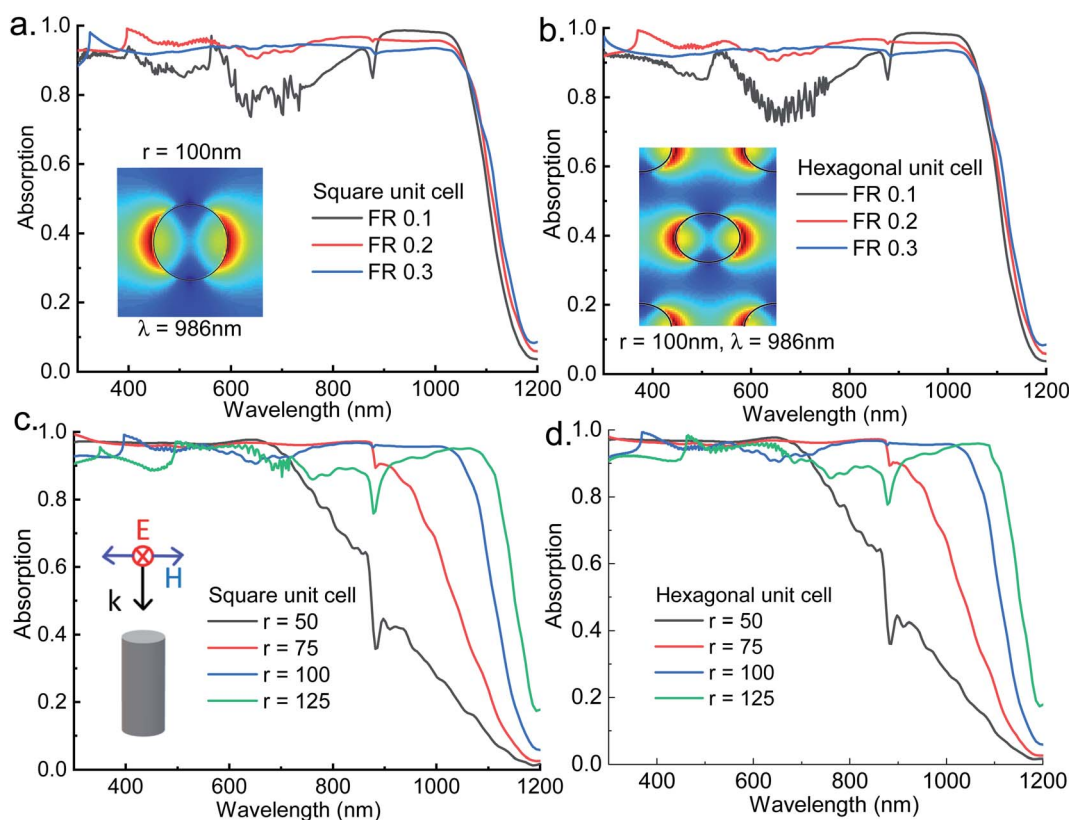 a.
1.0
0.8
0.6
0.4
0.2
0.0
Absorption
r = 100nm
λ = 986nm
Square unit cell
FR 0.1
FR 0.2
FR 0.3
400 600 800 1000 1200
Wavelength (nm)
b.
1.0
0.8
0.6
0.4
0.2
0.0
Absorption
r = 100nm, λ = 986nm
Hexagonal unit cell
FR 0.1
FR 0.2
FR 0.3
400 600 800 1000 1200
Wavelength (nm)
c.
1.0
0.8
0.6
0.4
0.2
0.0
Absorption
E
H
k
Square unit cell
r = 50
r = 75
r = 100
r = 125
400 600 800 1000 1200
Wavelength (nm)
d.
1.0
0.8
0.6
0.4
0.2
0.0
Absorption
Hexagonal unit cell
r = 50
r = 75
r = 100
r = 125
400 600 800 1000 1200
Wavelength (nm)